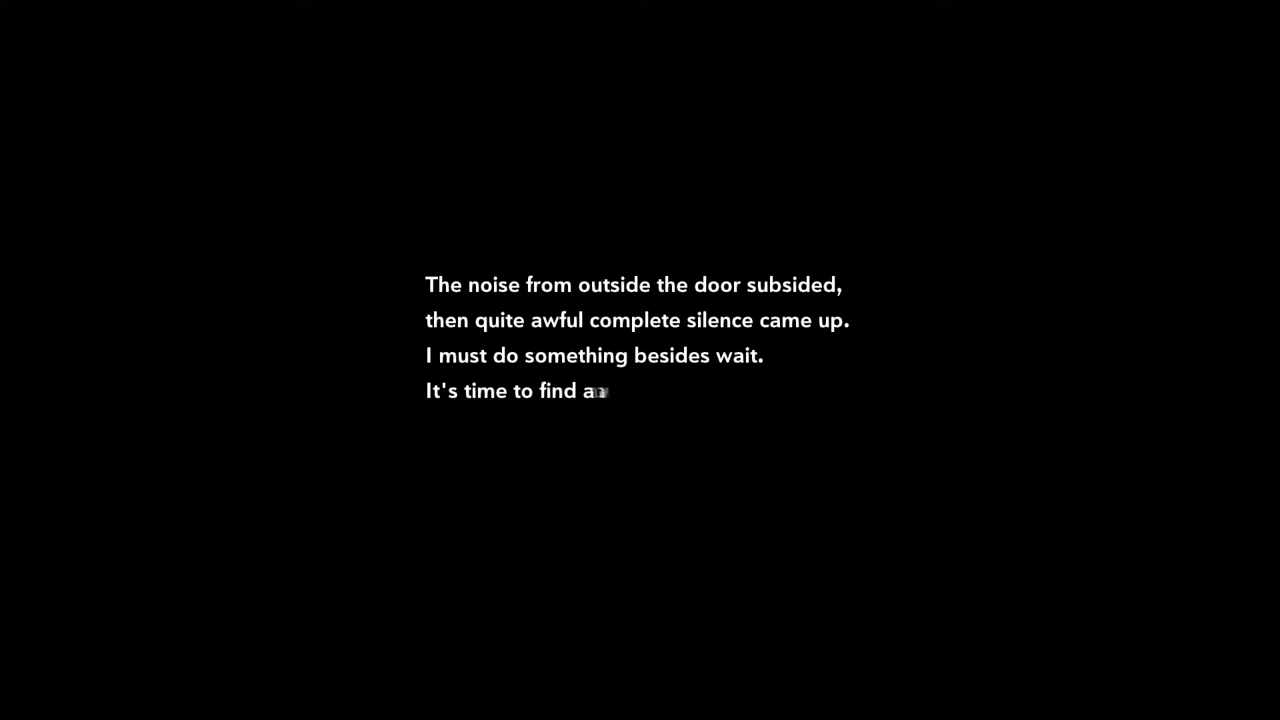 The noise from outside the door subsided,
then quite awful complete silence came up.
I must do something besides wait.
It's time to find